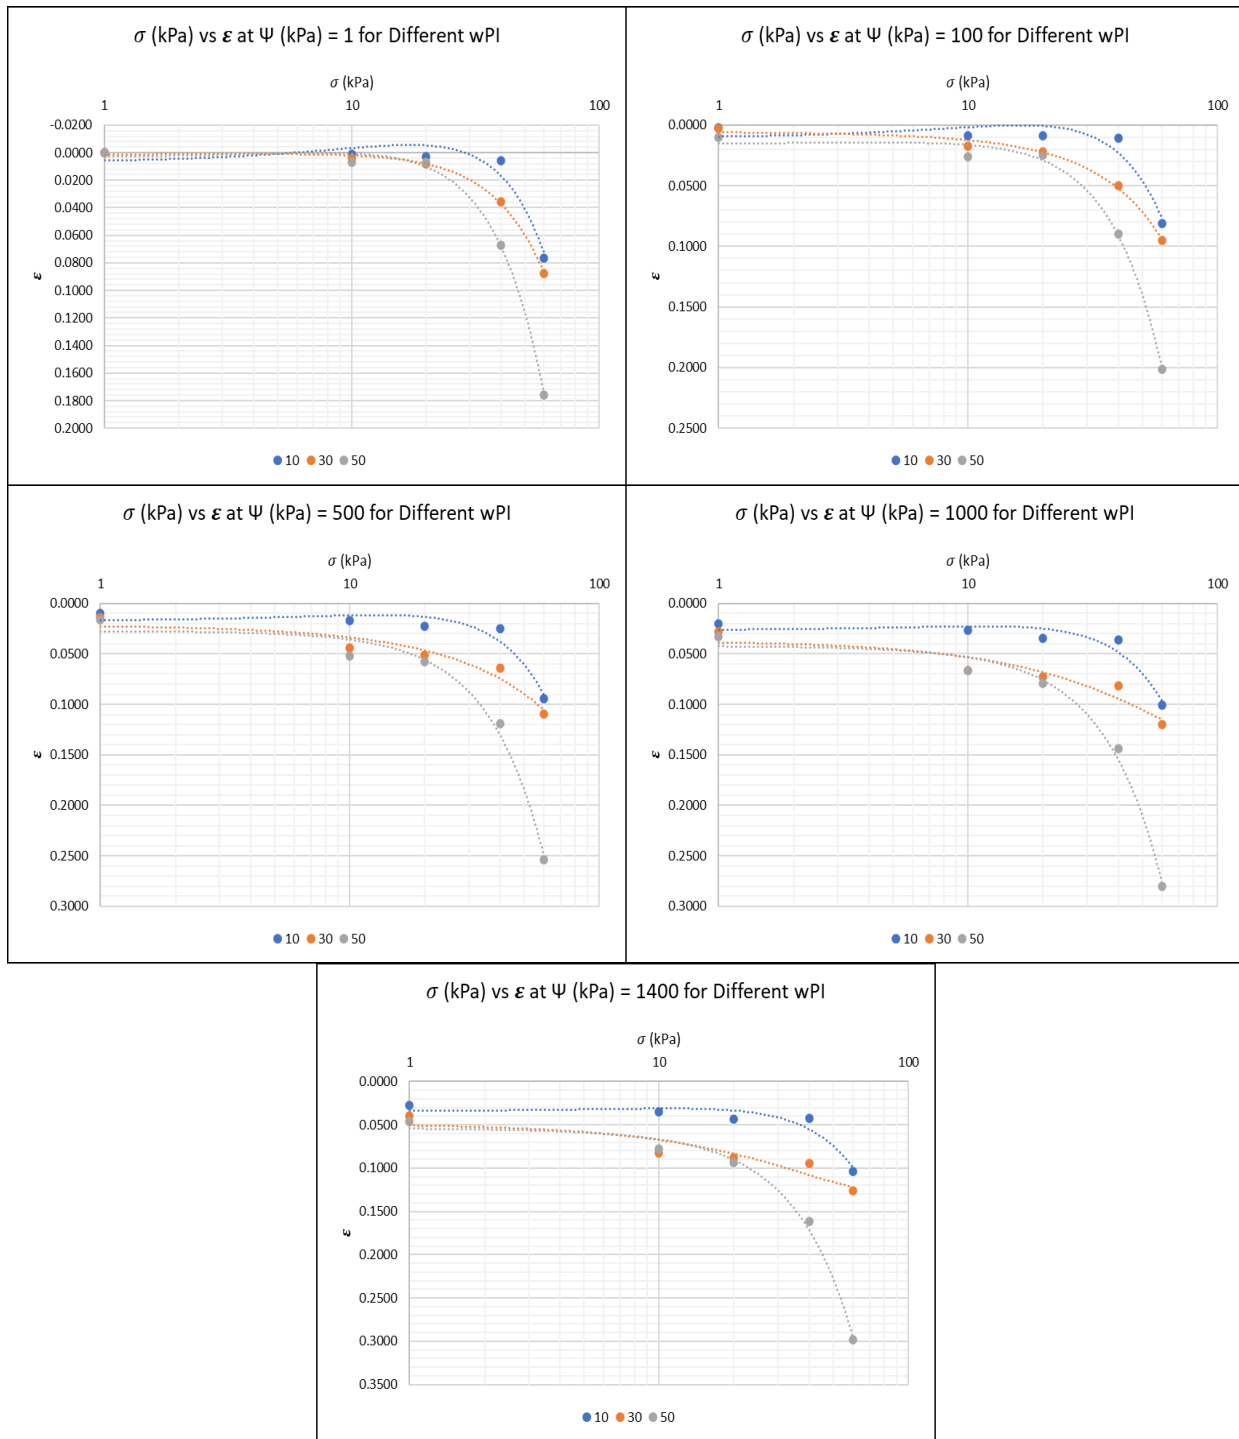 σ (kPa) vs ε at Ψ (kPa) = 1 for Different wPI
σ (kPa)
1 10 100
-0.0200
0.0000
0.0200
0.0400
0.0600
0.0800
0.1000
0.1200
0.1400
0.1600
0.1800
0.2000
ε
10 30 50
σ (kPa) vs ε at Ψ (kPa) = 100 for Different wPI
σ (kPa)
1 10 100
0.0000
0.0500
0.1000
0.1500
0.2000
0.2500
ε
10 30 50
σ (kPa) vs ε at Ψ (kPa) = 500 for Different wPI
σ (kPa)
1 10 100
0.0000
0.0500
0.1000
0.1500
0.2000
0.2500
0.3000
ε
10 30 50
σ (kPa) vs ε at Ψ (kPa) = 1000 for Different wPI
σ (kPa)
1 10 100
0.0000
0.0500
0.1000
0.1500
0.2000
0.2500
0.3000
ε
10 30 50
σ (kPa) vs ε at Ψ (kPa) = 1400 for Different wPI
σ (kPa)
1 10 100
0.0000
0.0500
0.1000
0.1500
0.2000
0.2500
0.3000
0.3500
ε
10 30 50